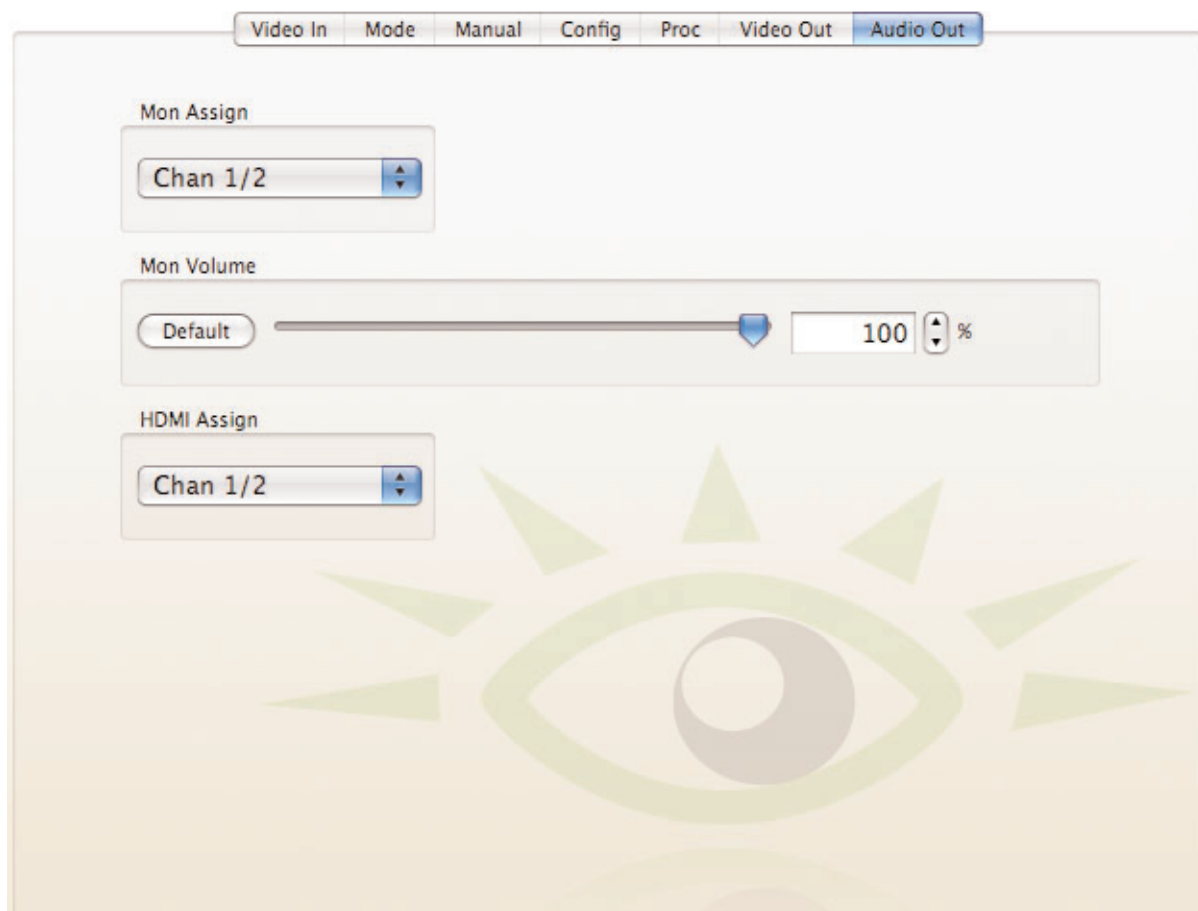 Video In Mode Manual Config Proc Video Out Audio Out
Mon Assign
Chan 1/2
Mon Volume
Default 100 %
HDMI Assign
Chan 1/2